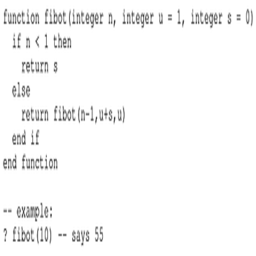 function fibot(integer n, integer u = 1, integer s = 0)
  if n < 1 then
    return s
  else
    return fibot(n-1,u+s,u)
  end if
end function

-- example:
? fibot(10) -- says 55